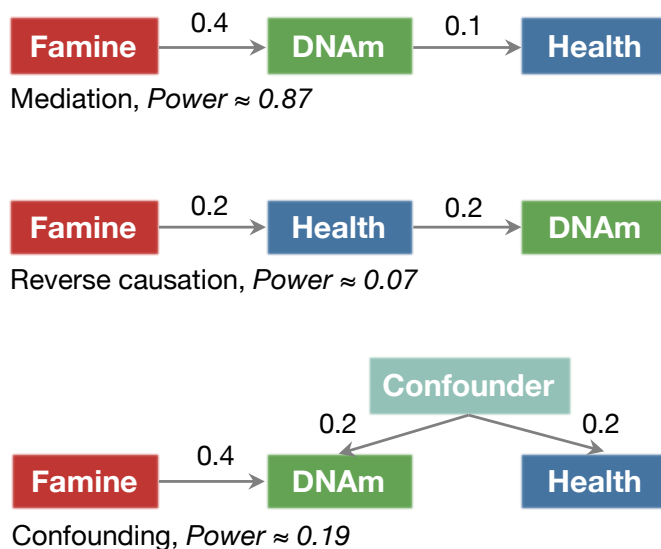 0.4 0.1
Famine DNAm Health
Mediation, Power ≈ 0.87
0.2 0.2
Famine Health DNAm
Reverse causation, Power ≈ 0.07
Confounder
0.2 0.2
0.4
Famine DNAm Health
Confounding, Power ≈ 0.19